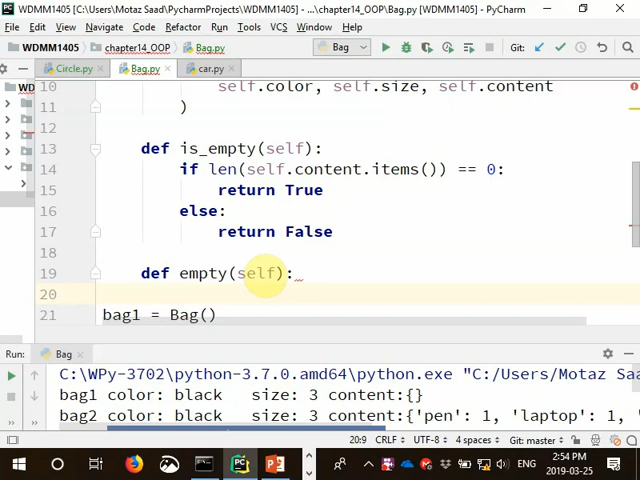 WDMM1405 [C:\Users\Motaz Saad\PycharmProjects\WDMM1405] - ...\chapter14_OOP\Bag.py [WDMM1405] - PyCharm
File Edit View Navigate Code Refactor Run Tools VCS Window Help
WDMM1405 chapter14_OOP Bag.py Bag Git:
WD Circle.py Bag.py car.py
10 self.color, self.size, self.content
11 )
12
13 def is_empty(self):
14 if len(self.content.items()) == 0:
15 return True
16 else:
17 return False
18
19 def empty(self):
20
21 bag1 = Bag()
Run: Bag
C:\WPy-3702\python-3.7.0.amd64\python.exe "C:/Users/Motaz Saa
bag1 color: black size: 3 content:{}
bag2 color: black size: 3 content:{'pen': 1, 'laptop': 1, '
20:9 CRLF UTF-8 4 spaces Git: master
2:54 PM
2019-03-25